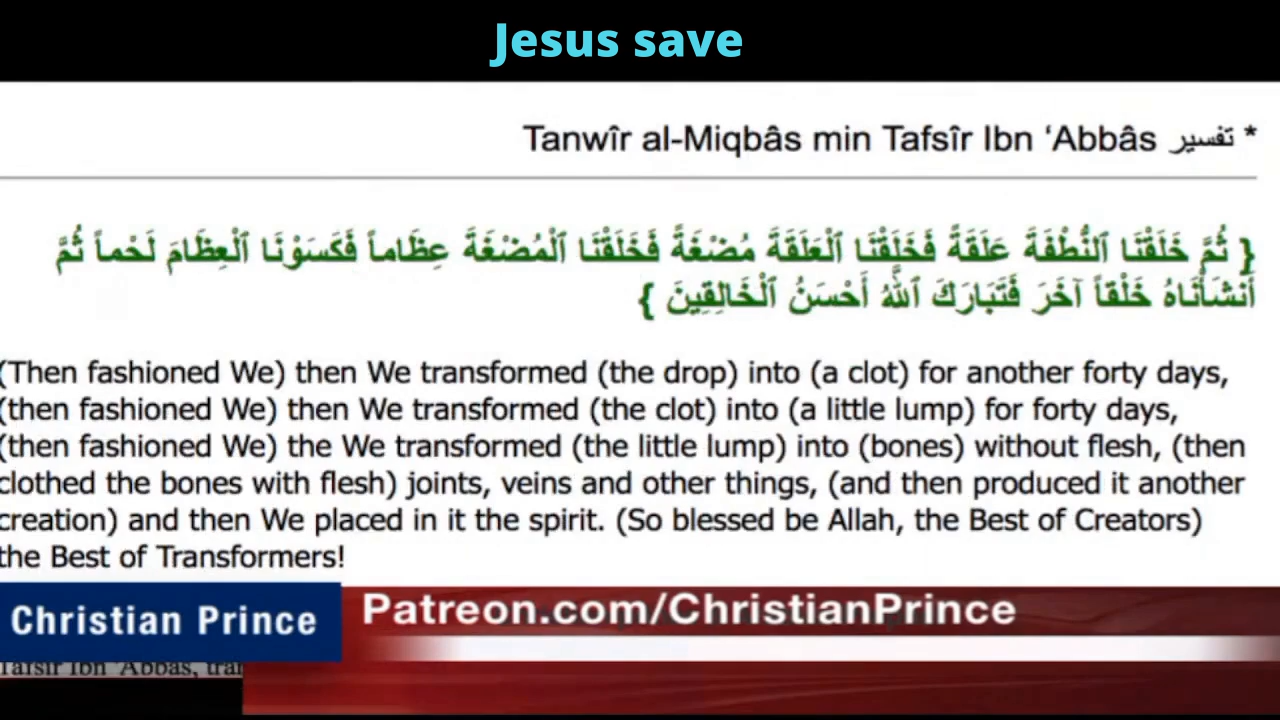 Jesus save
Tanwîr al-Miqbâs min Tafsîr Ibn ‘Abbâs تفسير *
{ ثُمَّ خَلَقْنَا ٱلنُّطْفَةَ عَلَقَةً فَخَلَقْنَا ٱلْعَلَقَةَ مُضْغَةً فَخَلَقْنَا ٱلْمُضْغَةَ عِظَاماً فَكَسَوْنَا ٱلْعِظَامَ لَحْماً ثُمَّ
أَنشَأْنَاهُ خَلْقاً آخَرَ فَتَبَارَكَ ٱللَّهُ أَحْسَنُ ٱلْخَالِقِينَ }
(Then fashioned We) then We transformed (the drop) into (a clot) for another forty days,
(then fashioned We) then We transformed (the clot) into (a little lump) for forty days,
(then fashioned We) the We transformed (the little lump) into (bones) without flesh, (then
clothed the bones with flesh) joints, veins and other things, (and then produced it another
creation) and then We placed in it the spirit. (So blessed be Allah, the Best of Creators)
the Best of Transformers!
Christian Prince
Patreon.com/ChristianPrince
Tafsir Ibn ‘Abbas,